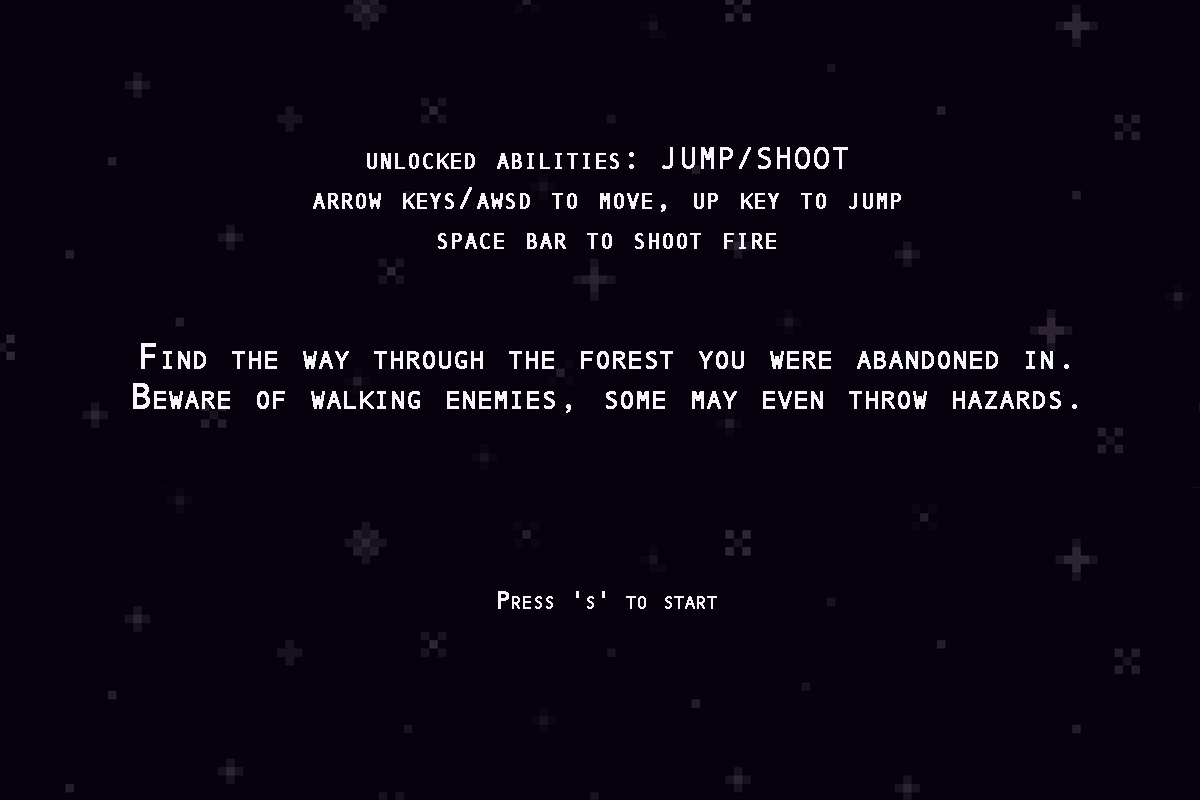 unlocked abilities: JUMP/SHOOT
arrow keys/awsd to move, up key to jump
space bar to shoot fire
Find the way through the forest you were abandoned in.
Beware of walking enemies, some may even throw hazards.
Press 's' to start